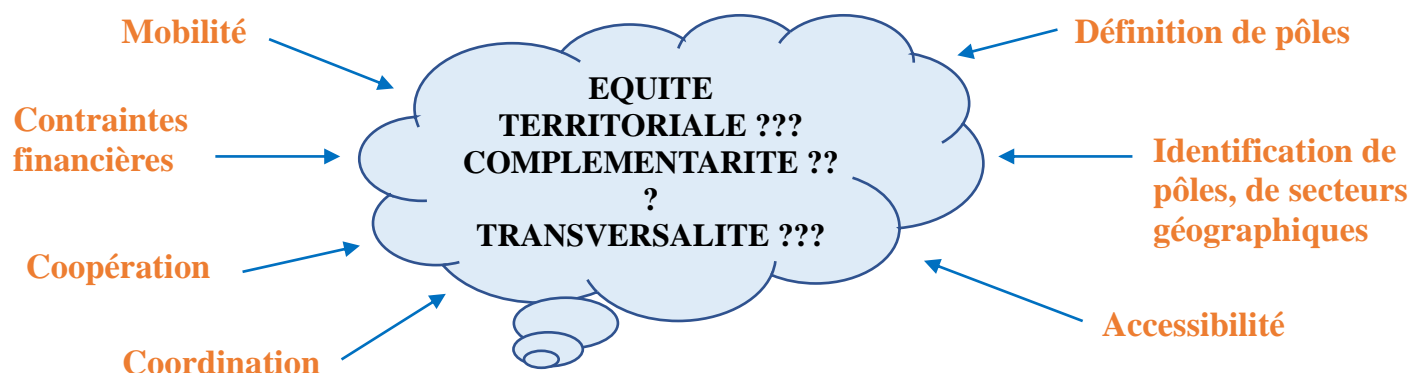 Mobilité
Définition de pôles
EQUITE
TERRITORIALE ???
COMPLEMENTARITE ??
?
TRANSVERSALITE ???
Contraintes
financières
Identification de
pôles, de secteurs
géographiques
Coopération
Accessibilité
Coordination